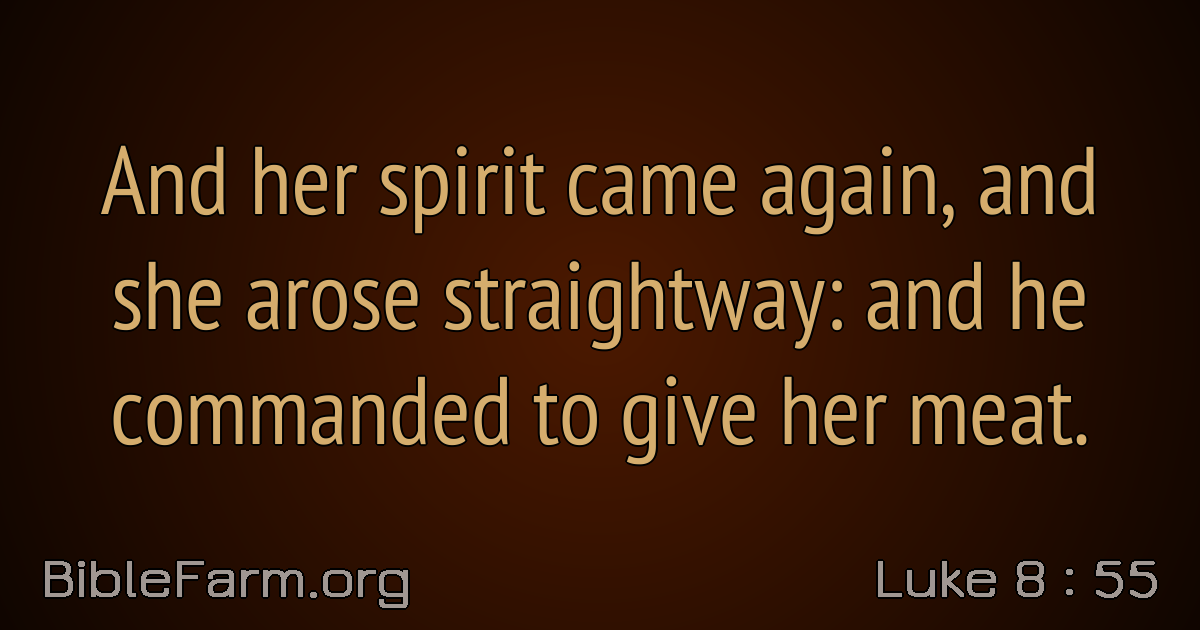 And her spirit came again, and
she arose straightway: and he
commanded to give her meat.
BibleFarm.org
Luke 8 : 55